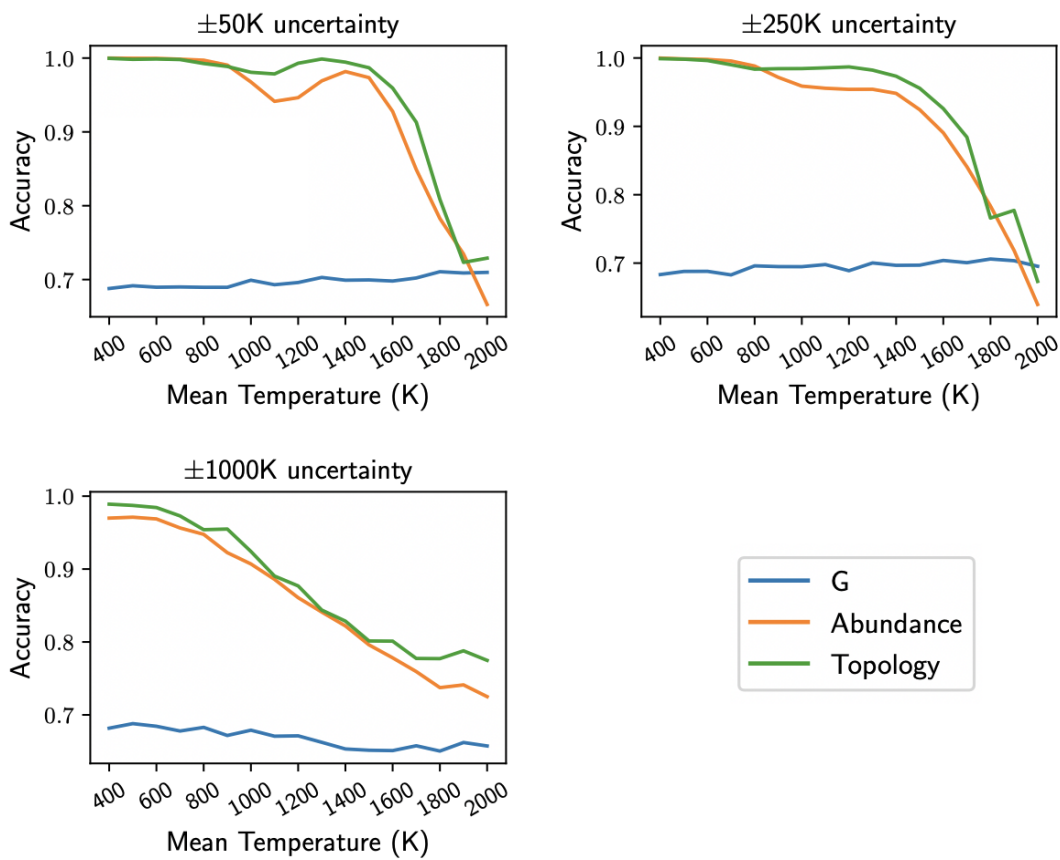 ±50K uncertainty
1.0
0.9
0.8
0.7
Accuracy
400 600 800 1000 1200 1400 1600 1800 2000
Mean Temperature (K)
±250K uncertainty
1.0
0.9
0.8
0.7
Accuracy
400 600 800 1000 1200 1400 1600 1800 2000
Mean Temperature (K)
±1000K uncertainty
1.0
0.9
0.8
0.7
Accuracy
400 600 800 1000 1200 1400 1600 1800 2000
Mean Temperature (K)
G
Abundance
Topology